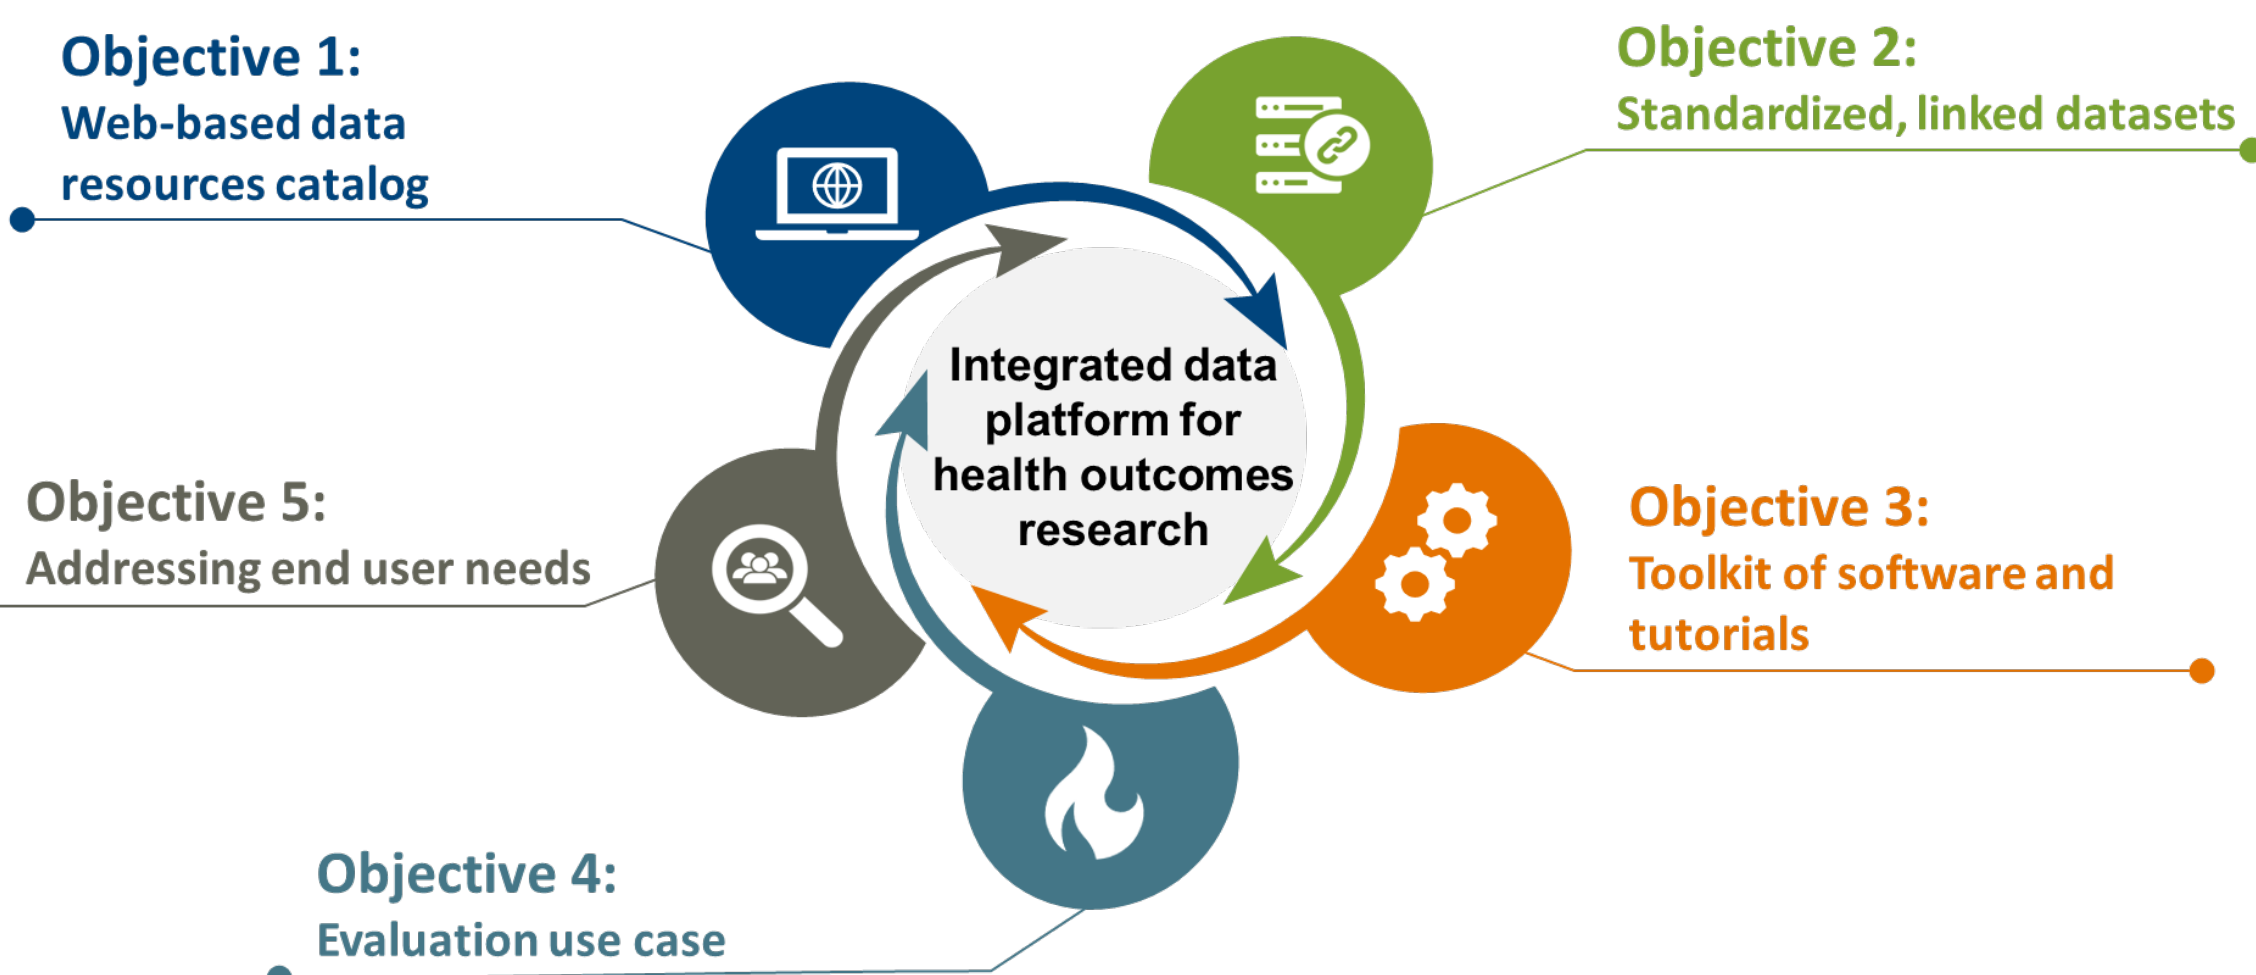 Objective 1:
Web-based data
resources catalog
Objective 2:
Standardized, linked datasets
Integrated data
platform for
health outcomes
research
Objective 5:
Addressing end user needs
Objective 3:
Toolkit of software and
tutorials
Objective 4:
Evaluation use case